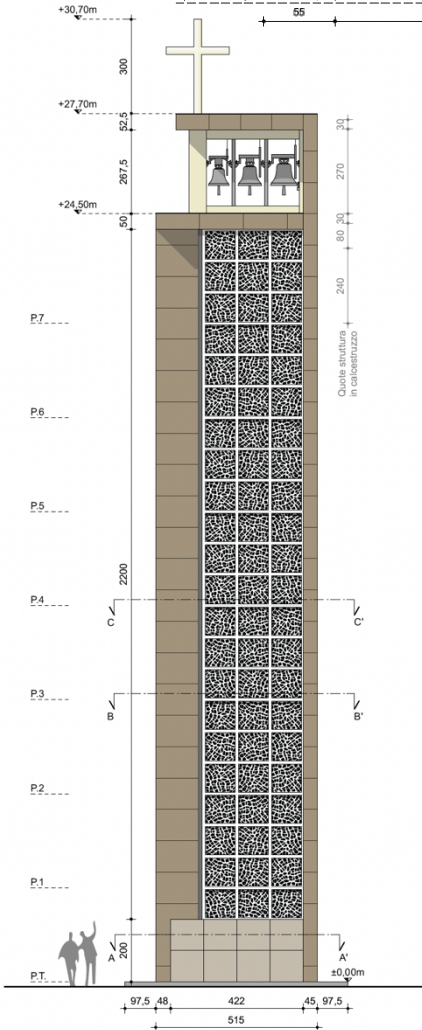 55
+30,70m
300
+27,70m
52,5
30
267,5
270
+24,50m
50
30
80
240
P.7
Quote struttura
in calcestruzzo
P.6
P.5
2200
P.4
C
C'
P.3
B
B'
P.2
P.1
200
A
A'
P.T.
±0,00m
97,5
48
422
45
97,5
515